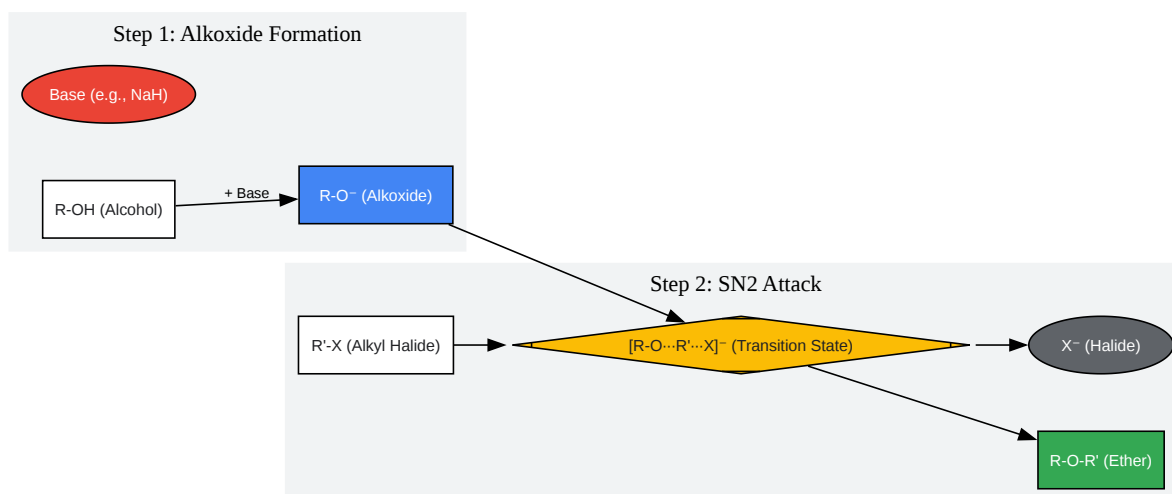 Step 1: Alkoxide Formation
Base (e.g., NaH)
R-OH (Alcohol)
+ Base
R-O⁻ (Alkoxide)
Step 2: SN2 Attack
R'-X (Alkyl Halide)
[R-O···R'···X]⁻ (Transition State)
X⁻ (Halide)
R-O-R' (Ether)